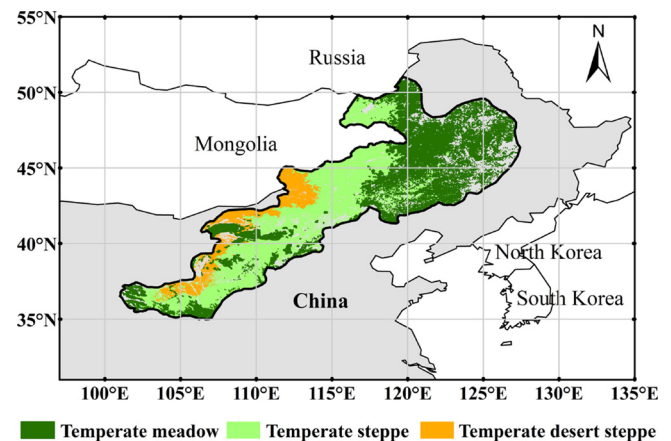 55°N
50°N
45°N
40°N
35°N
N
Russia
Mongolia
North Korea
South Korea
China
100°E 105°E 110°E 115°E 120°E 125°E 130°E 135°E
Temperate meadow Temperate steppe Temperate desert steppe